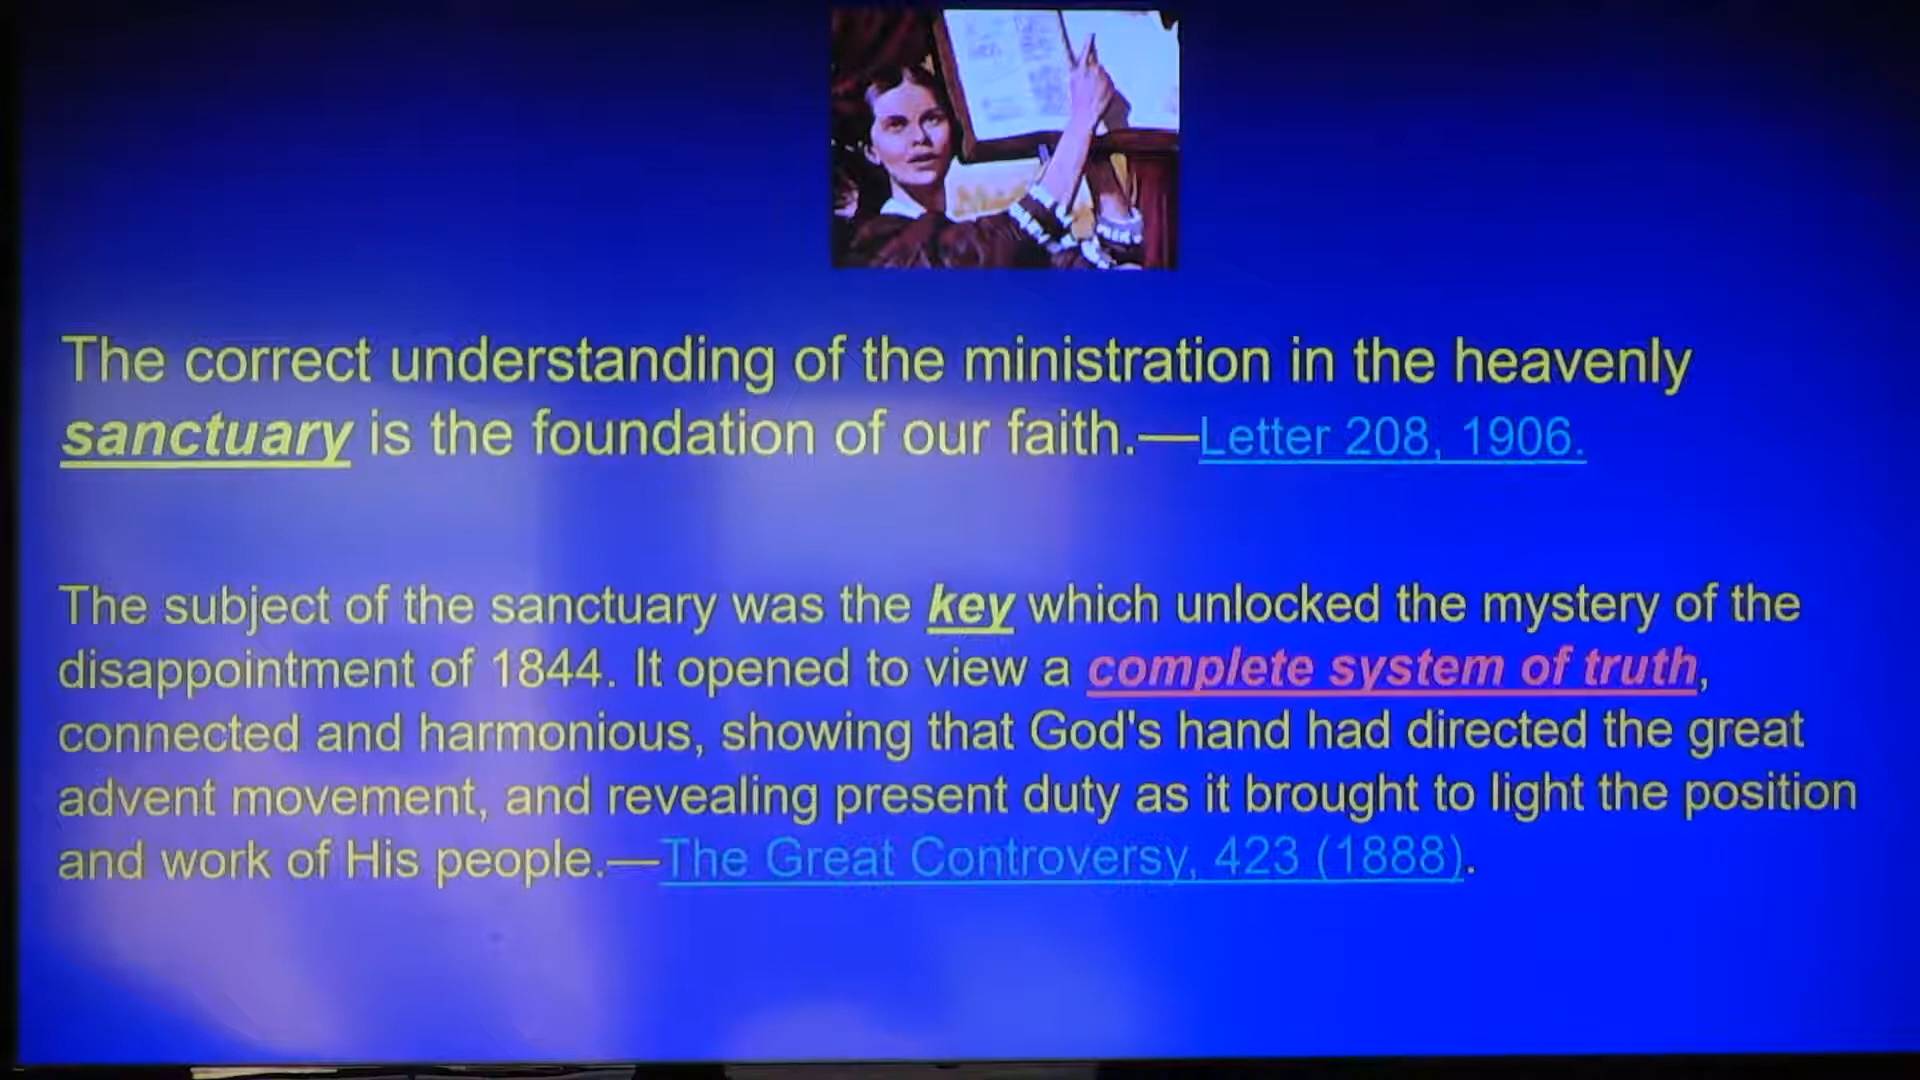 The correct understanding of the ministration in the heavenly
sanctuary is the foundation of our faith.—Letter 208, 1906.
The subject of the sanctuary was the key which unlocked the mystery of the
disappointment of 1844. It opened to view a complete system of truth,
connected and harmonious, showing that God's hand had directed the great
advent movement, and revealing present duty as it brought to light the position
and work of His people.—The Great Controversy, 423 (1888).